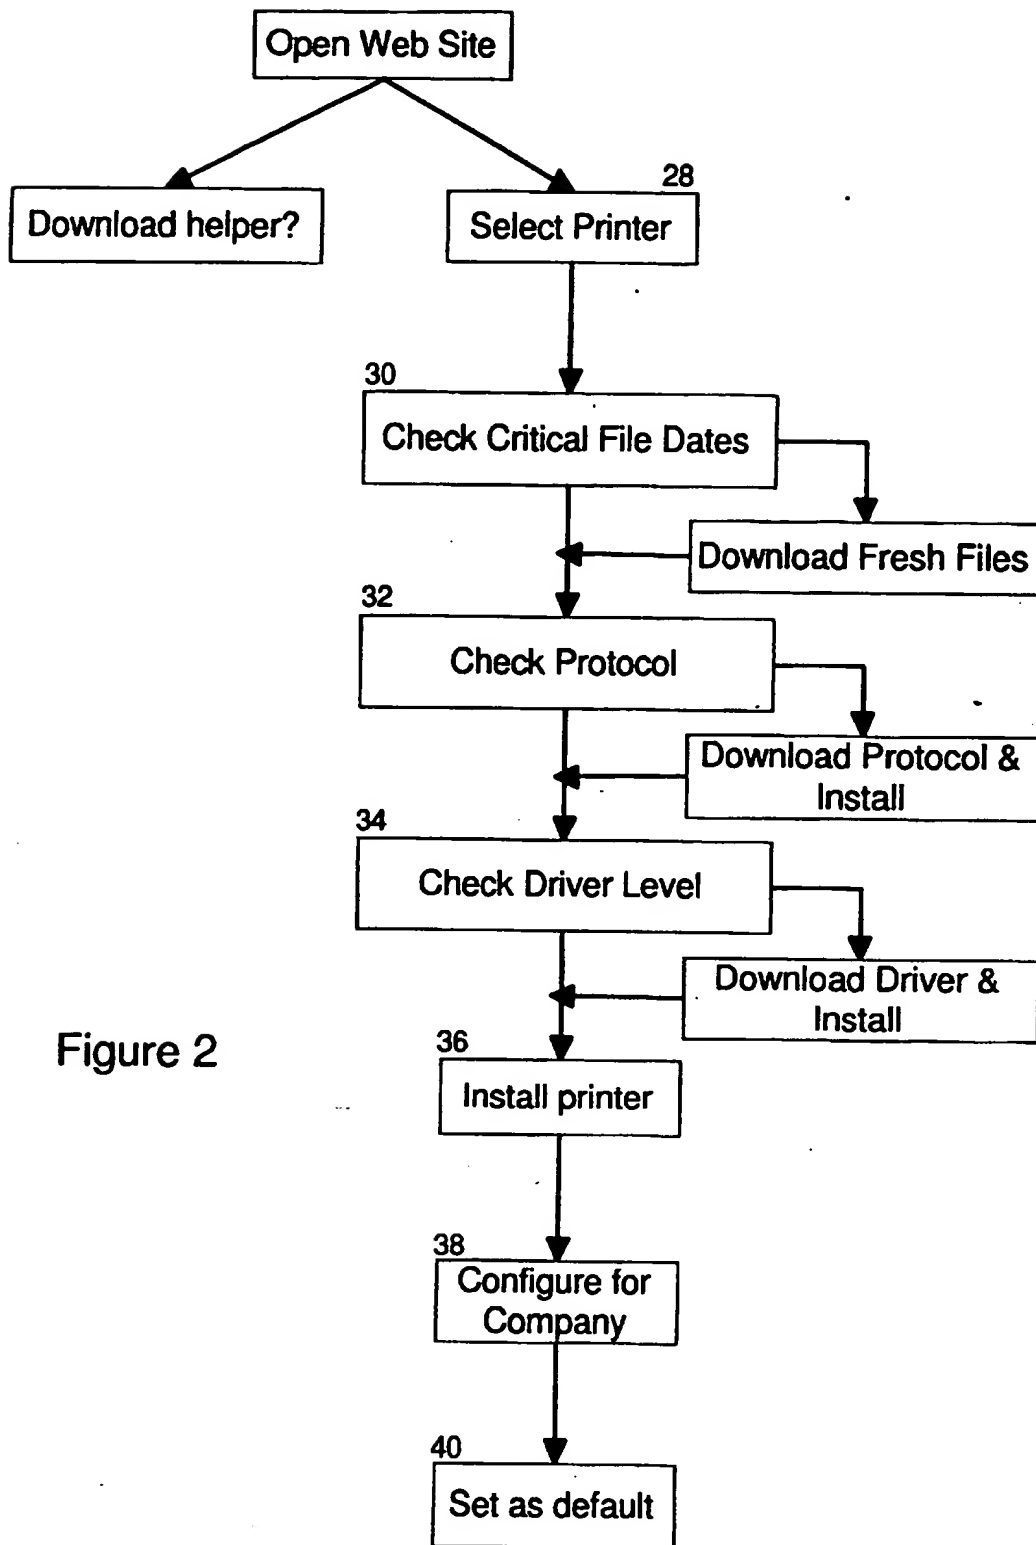 Open Web Site
Download helper?
28
Select Printer
30
Check Critical File Dates
Download Fresh Files
32
Check Protocol
Download Protocol &
Install
34
Check Driver Level
Download Driver &
Install
Figure 2
36
Install printer
38
Configure for
Company
40
Set as default